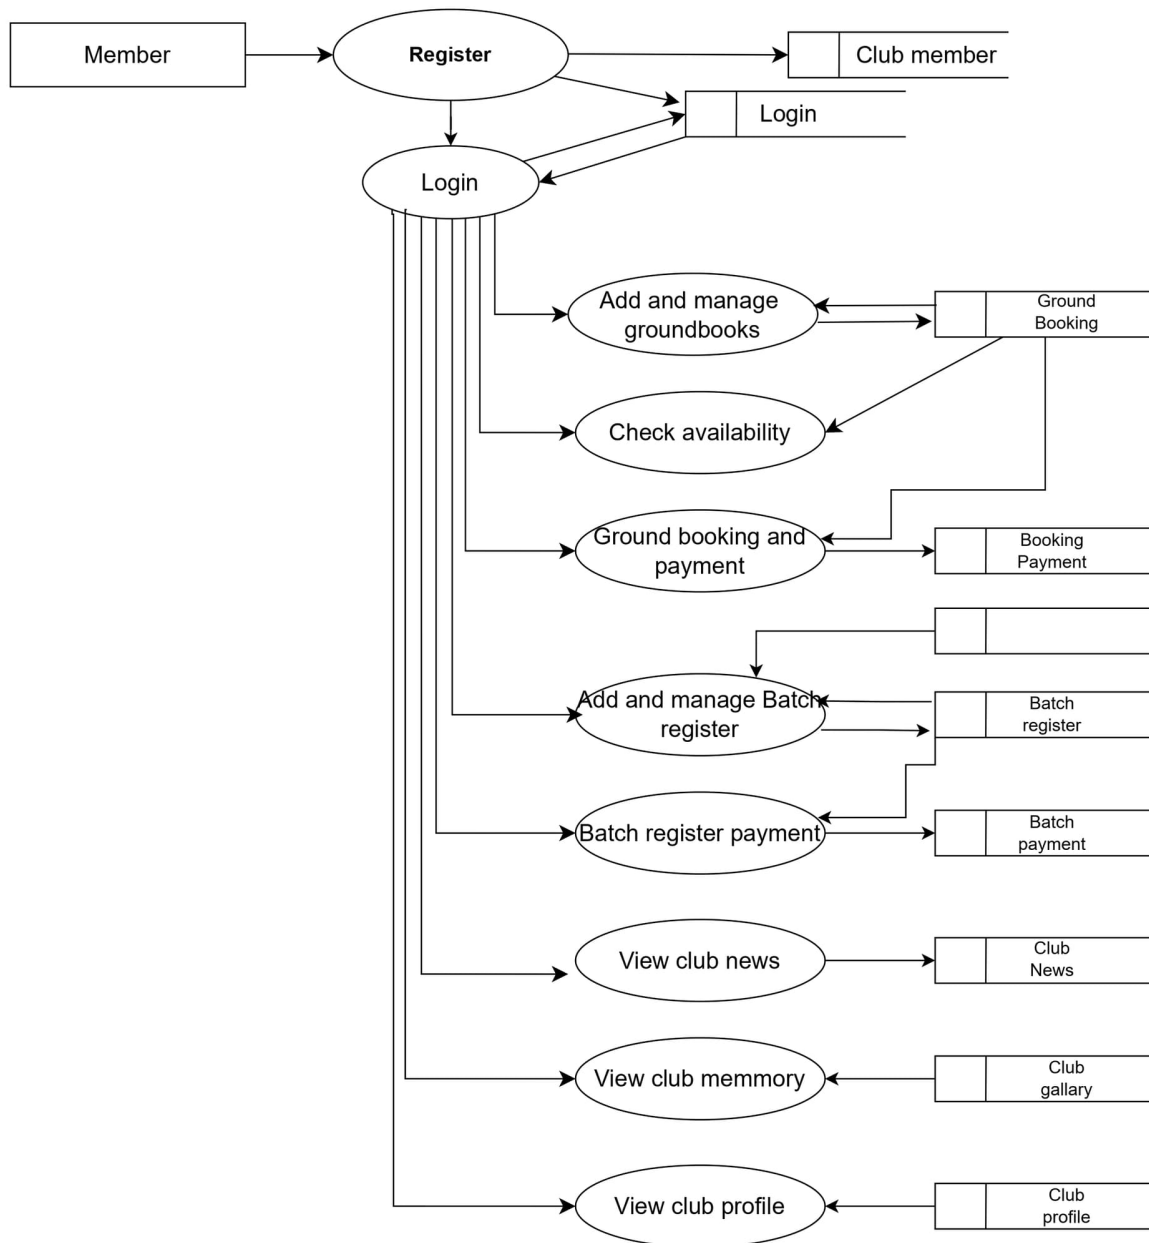 Member
Register
Club member
Login
Login
Add and manage
groundbooks
Ground
Booking
Check availability
Ground booking and
payment
Booking
Payment
Add and manage Batch
register
Batch
register
Batch register payment
Batch
payment
View club news
Club
News
View club memmory
Club
gallary
View club profile
Club
profile